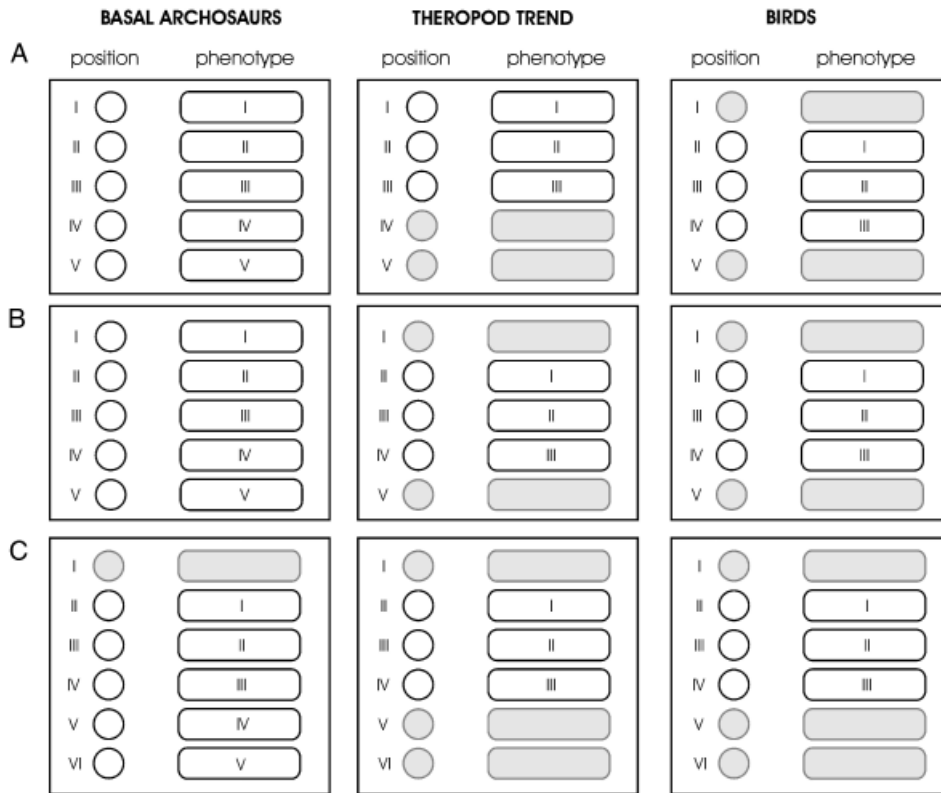 BASAL ARCHOSAURS THEROPOD TREND BIRDS
A position phenotype position phenotype position phenotype
I I I I I
II II II II II I
III III III III III II
IV IV IV IV III
V V V V
B
I I I I
II II II I II I
III III III II III II
IV IV IV III IV III
V V V V
C
I I I
II I II I II I
III II III II III II
IV III IV III IV III
V IV V V
VI V VI VI